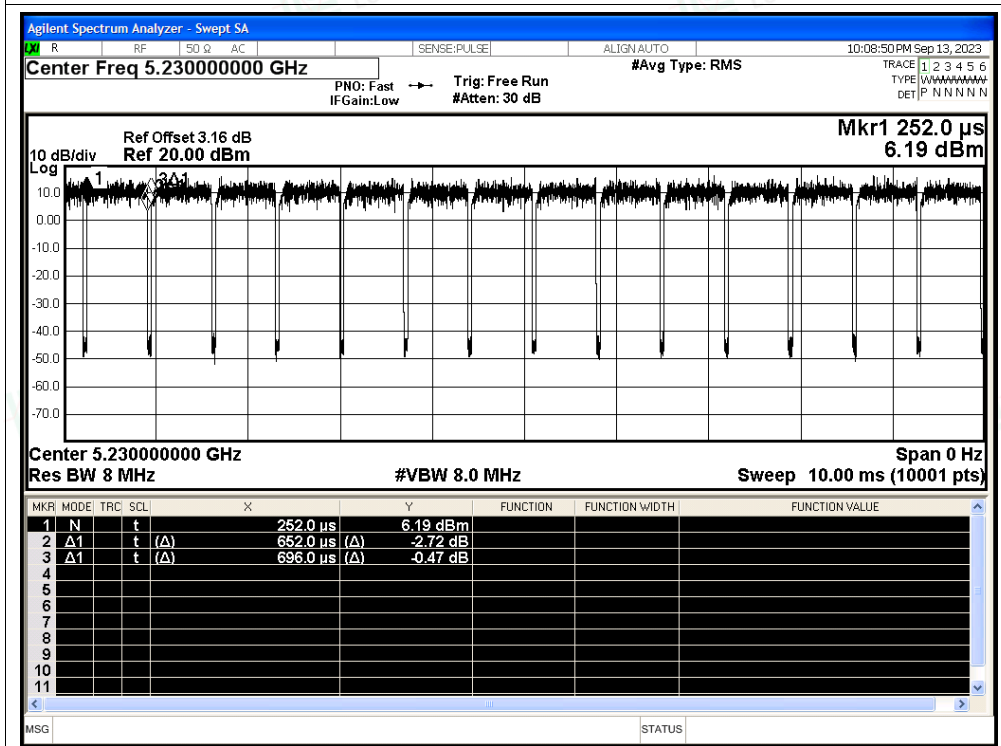 Agilent Spectrum Analyzer - Swept SA
LXI R RF 50 Ω AC SENSE:PULSE ALIGN AUTO 10:08:50 PM Sep 13, 2023
Center Freq 5.230000000 GHz #Avg Type: RMS TRACE 1 2 3 4 5 6
PNO: Fast Trig: Free Run TYPE WWWWWW
IFGain:Low #Atten: 30 dB DET P N N N N N
Ref Offset 3.16 dB Mkr1 252.0 µs
10 dB/div Ref 20.00 dBm 6.19 dBm
Log
1 3Δ1
10.0
0.00
-10.0
-20.0
-30.0
-40.0
-50.0
-60.0
-70.0
Center 5.230000000 GHz Span 0 Hz
Res BW 8 MHz #VBW 8.0 MHz Sweep 10.00 ms (10001 pts)
MKR MODE TRC SCL X Y FUNCTION FUNCTION WIDTH FUNCTION VALUE
1 N t 252.0 µs 6.19 dBm
2 Δ1 t (Δ) 652.0 µs (Δ) -2.72 dB
3 Δ1 t (Δ) 696.0 µs (Δ) -0.47 dB
4
5
6
7
8
9
10
11
MSG STATUS